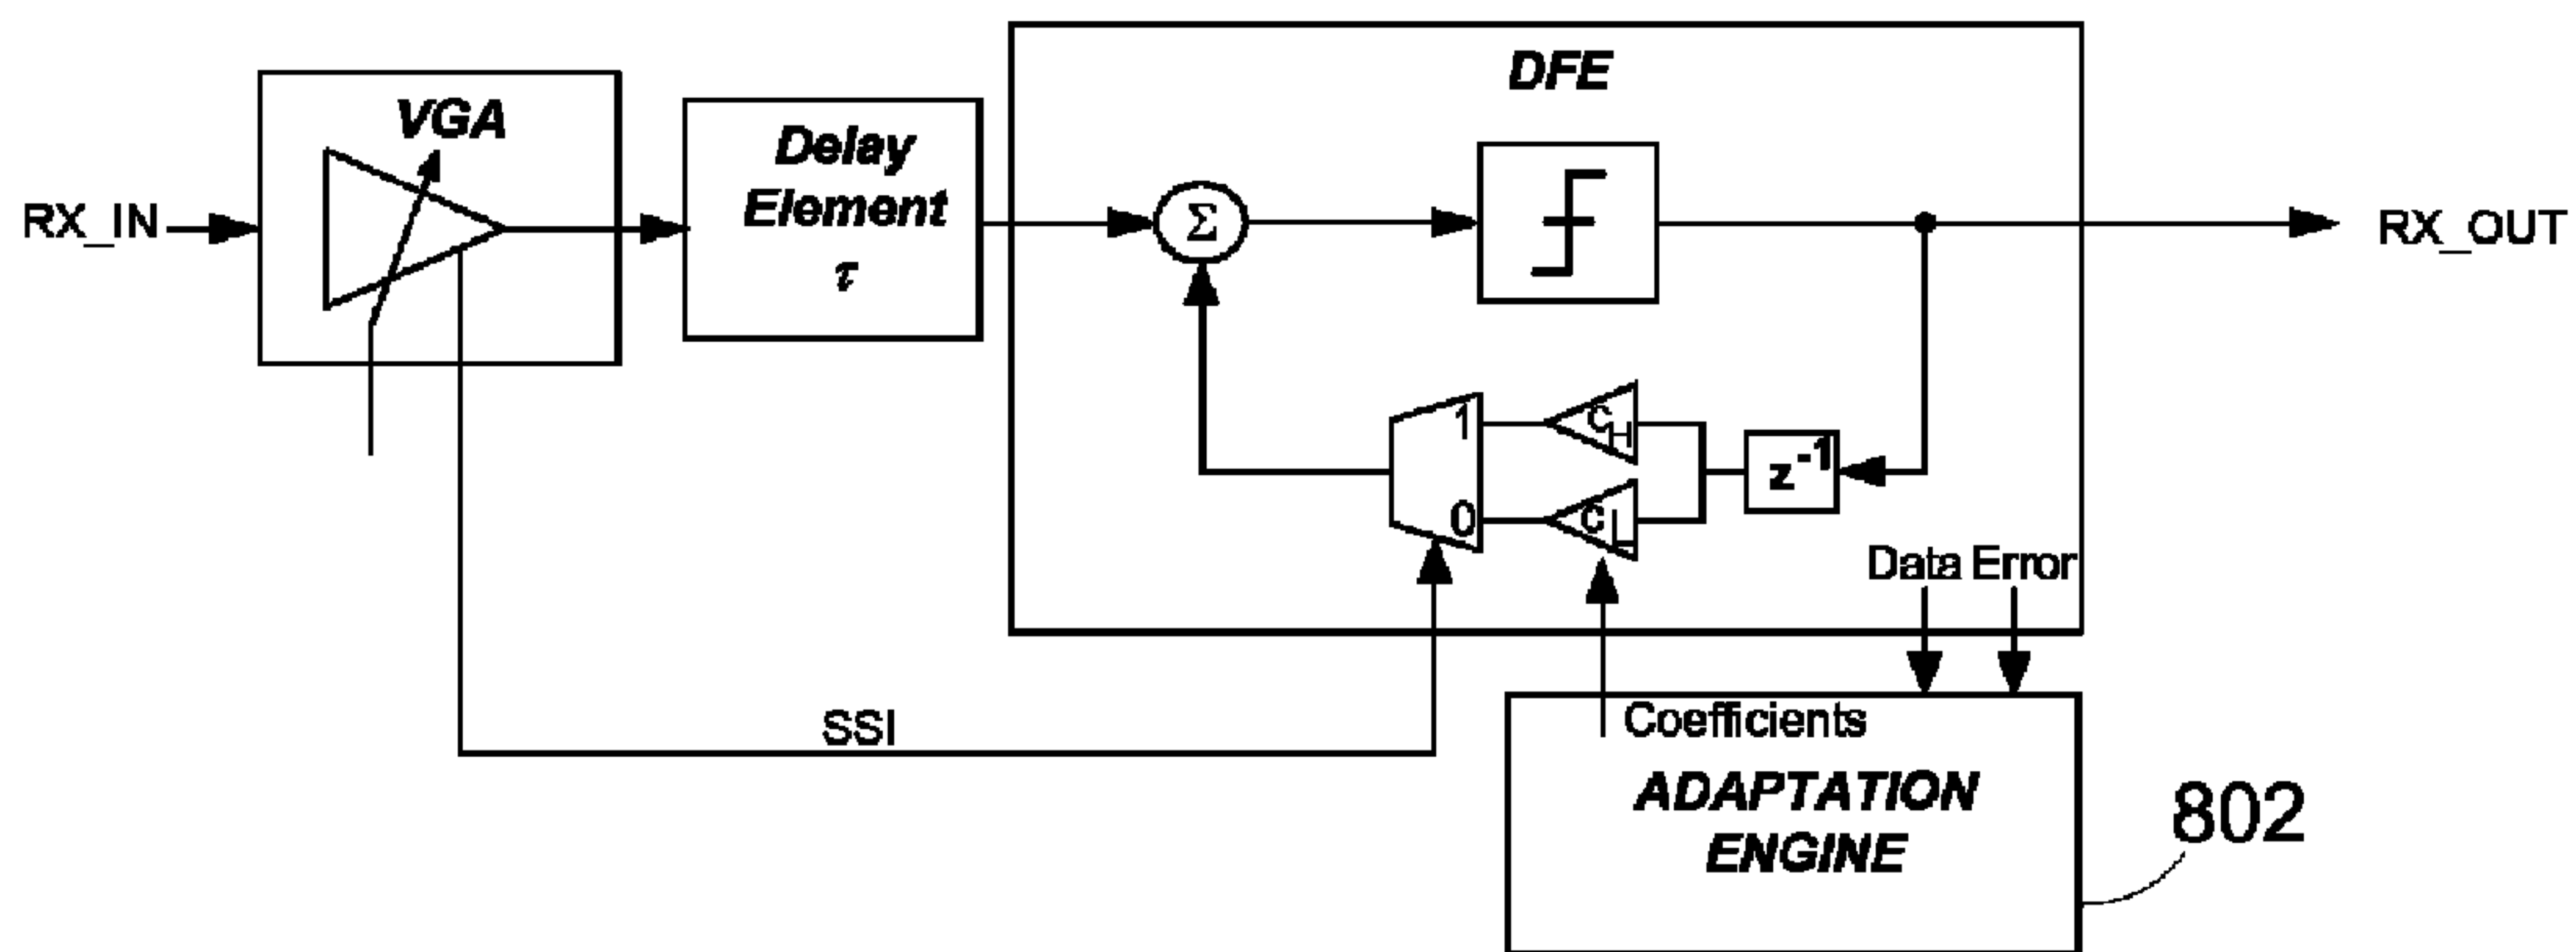 DFE
VGA
Delay
Element
τ
RX_IN
Σ
RX_OUT
1
c_H
z^-1
0
c_L
Data Error
SSI
Coefficients
ADAPTATION
ENGINE
802